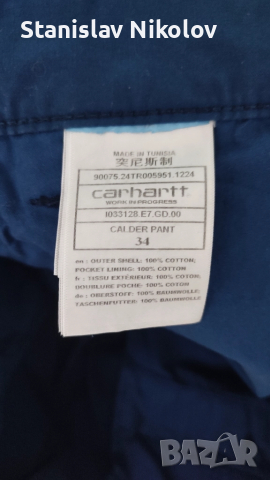 Stanislav Nikolov
MADE IN TUNISIA
突尼斯制
90075.24TR005951.1224
carhartt
WORK IN PROGRESS
I033128.E7.GD.00
CALDER PANT
34
en : OUTER SHELL: 100% COTTON,
POCKET LINING: 100% COTTON
fr : TISSU EXTÉRIEUR: 100% COTON,
DOUBLURE POCHE: 100% COTON
de : OBERSTOFF: 100% BAUMWOLLE,
TASCHENFUTTER: 100% BAUMWOLLE
BAZAR